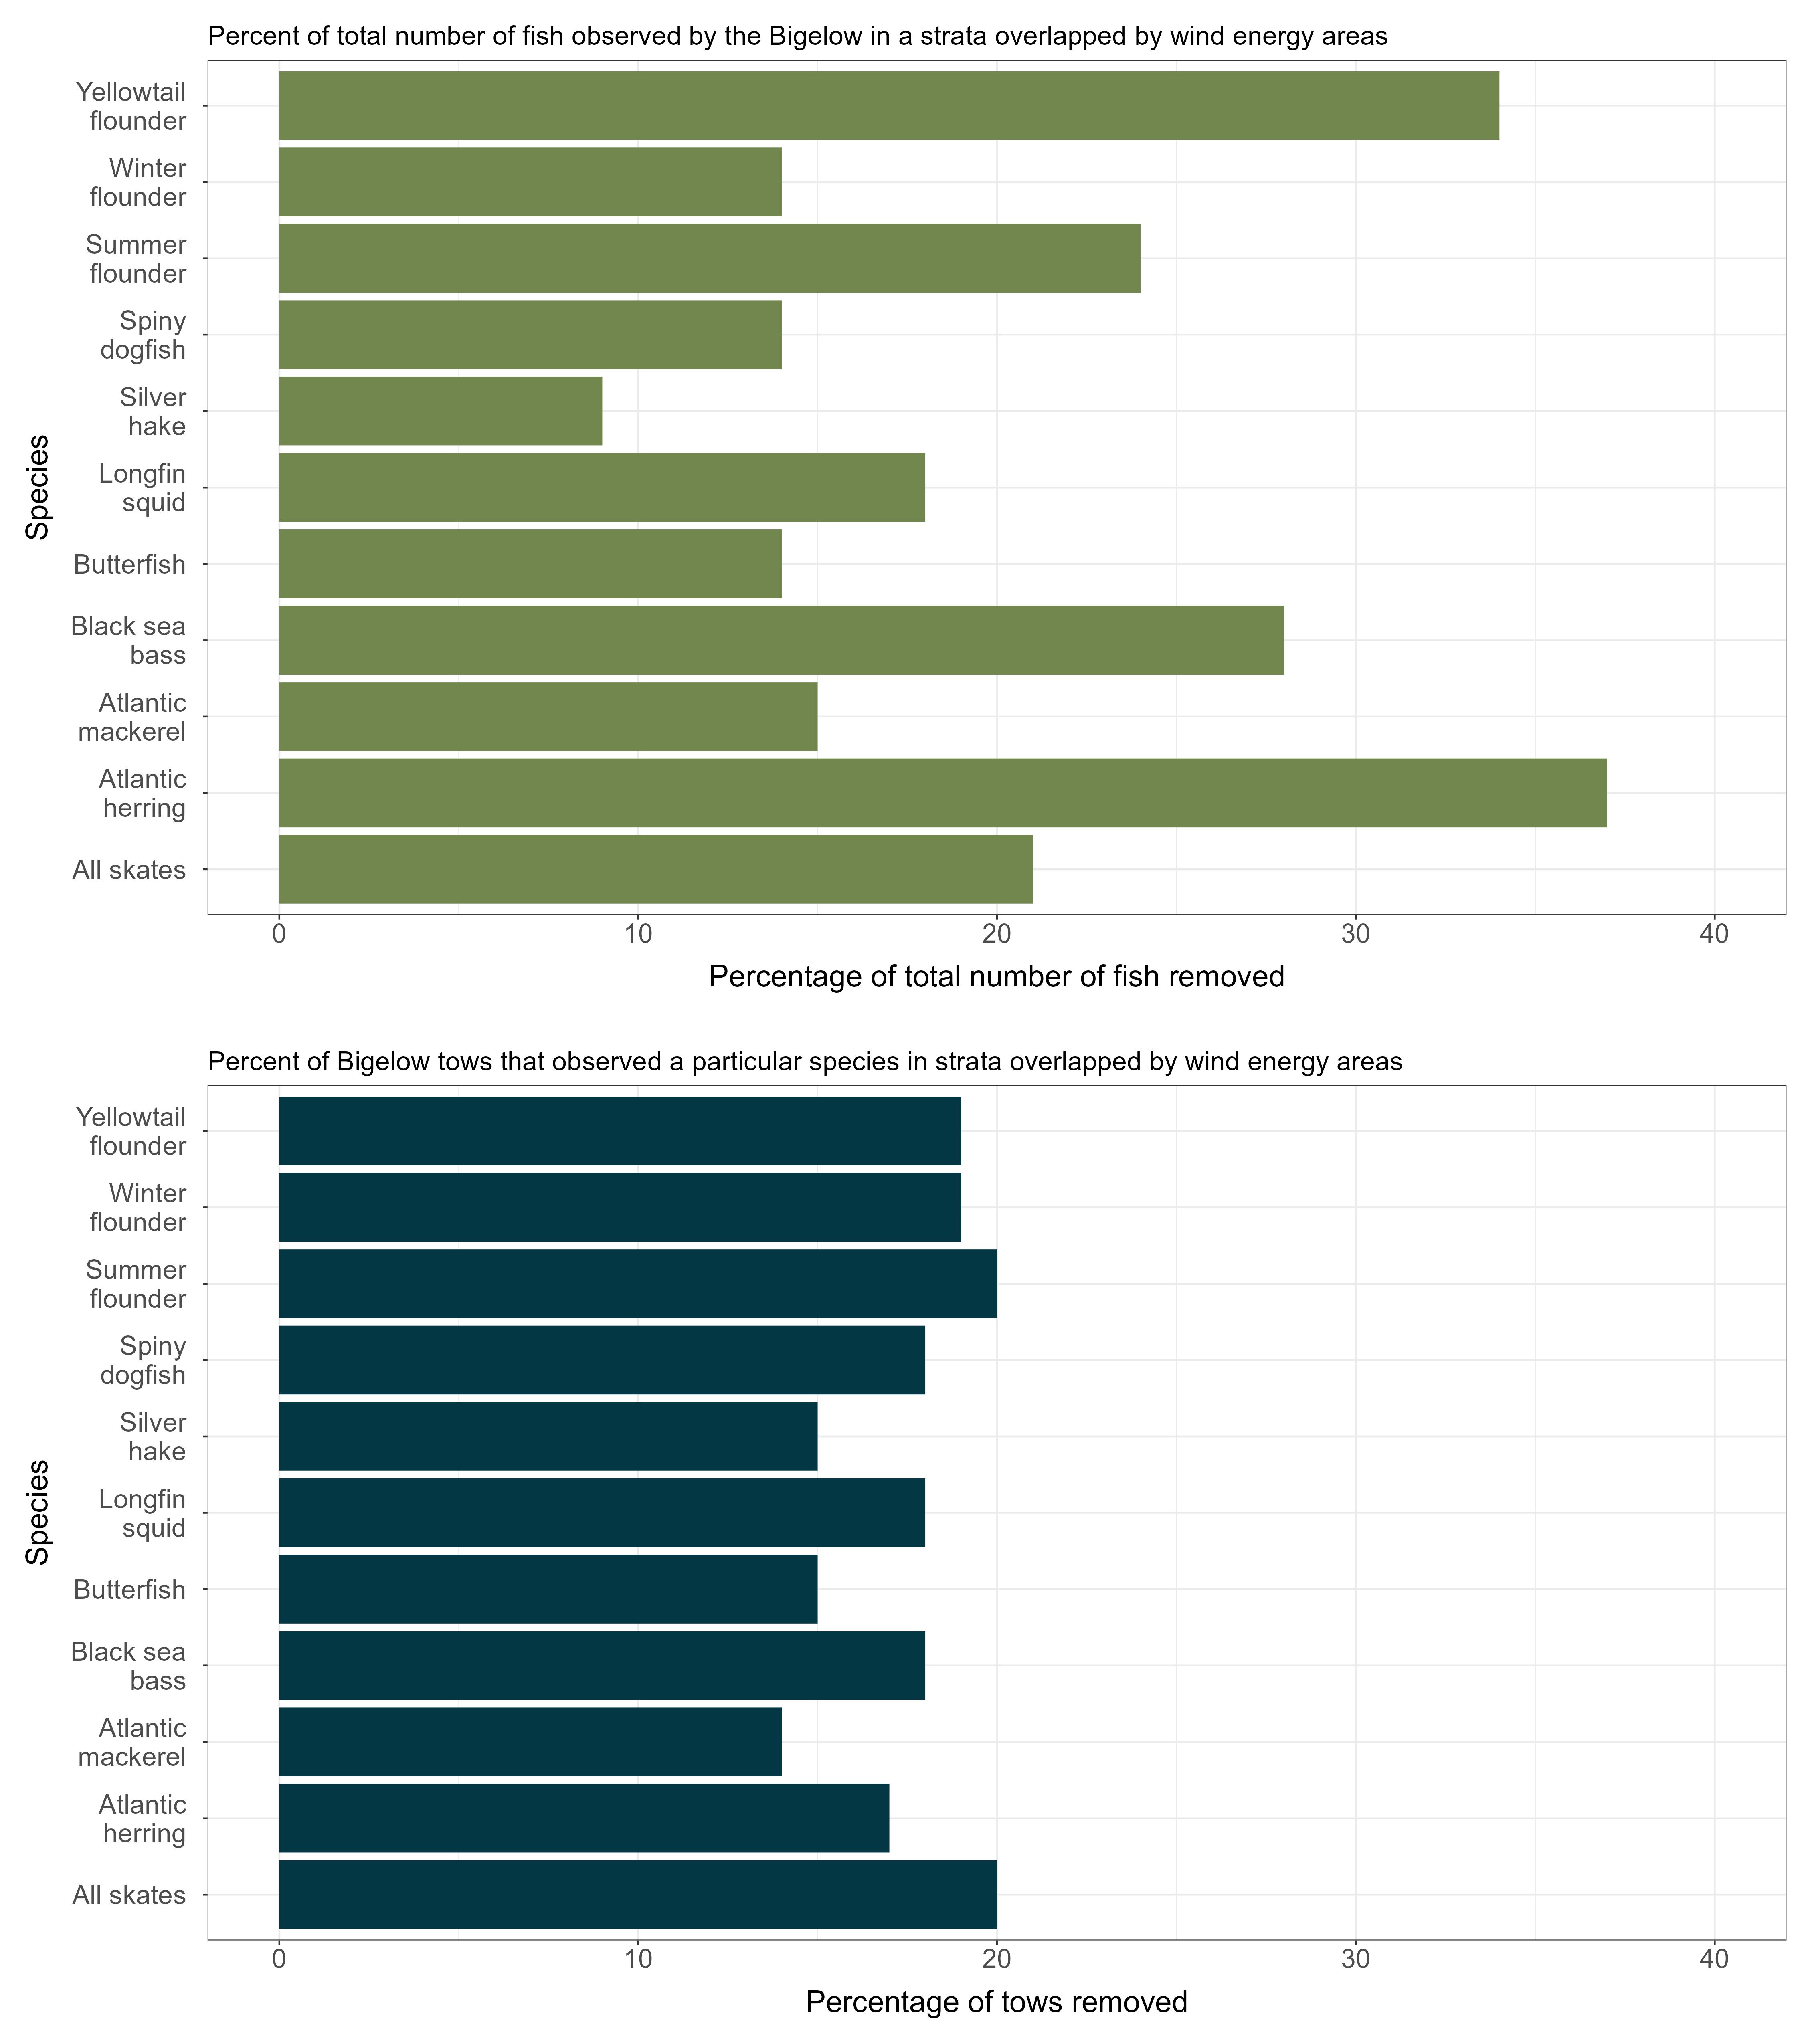 Percent of total number of fish observed by the Bigelow in a strata overlapped by wind energy areas
Species
Yellowtail
flounder
Winter
flounder
Summer
flounder
Spiny
dogfish
Silver
hake
Longfin
squid
Butterfish
Black sea
bass
Atlantic
mackerel
Atlantic
herring
All skates
0 10 20 30 40
Percentage of total number of fish removed
Percent of Bigelow tows that observed a particular species in strata overlapped by wind energy areas
Species
Yellowtail
flounder
Winter
flounder
Summer
flounder
Spiny
dogfish
Silver
hake
Longfin
squid
Butterfish
Black sea
bass
Atlantic
mackerel
Atlantic
herring
All skates
0 10 20 30 40
Percentage of tows removed